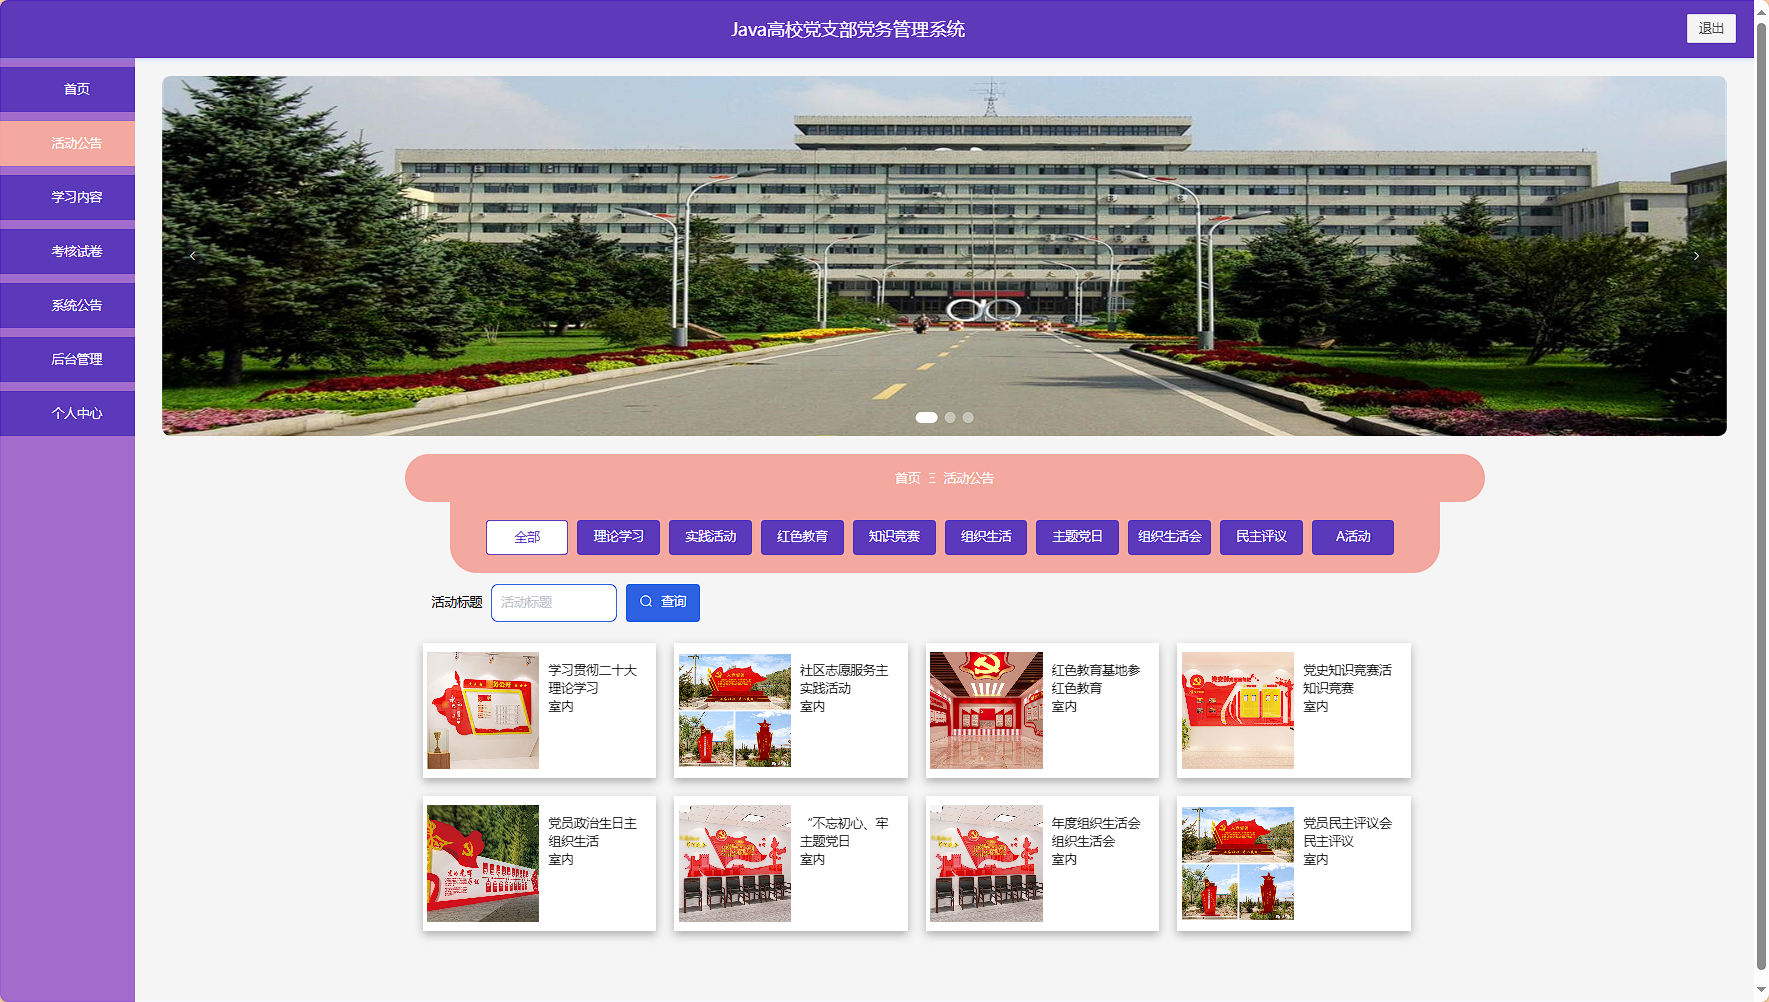 Java高校党支部党务管理系统
退出
首页
活动公告
学习内容
考核试卷
系统公告
后台管理
个人中心
首页 Ξ 活动公告
全部
理论学习
实践活动
红色教育
知识竞赛
组织生活
主题党日
组织生活会
民主评议
A活动
活动标题
活动标题
查询
学习贯彻二十大
理论学习
室内
社区志愿服务主
实践活动
室内
红色教育基地参
红色教育
室内
党史知识竞赛活
知识竞赛
室内
党员政治生日主
组织生活
室内
“不忘初心、牢
主题党日
室内
年度组织生活会
组织生活会
室内
党员民主评议会
民主评议
室内